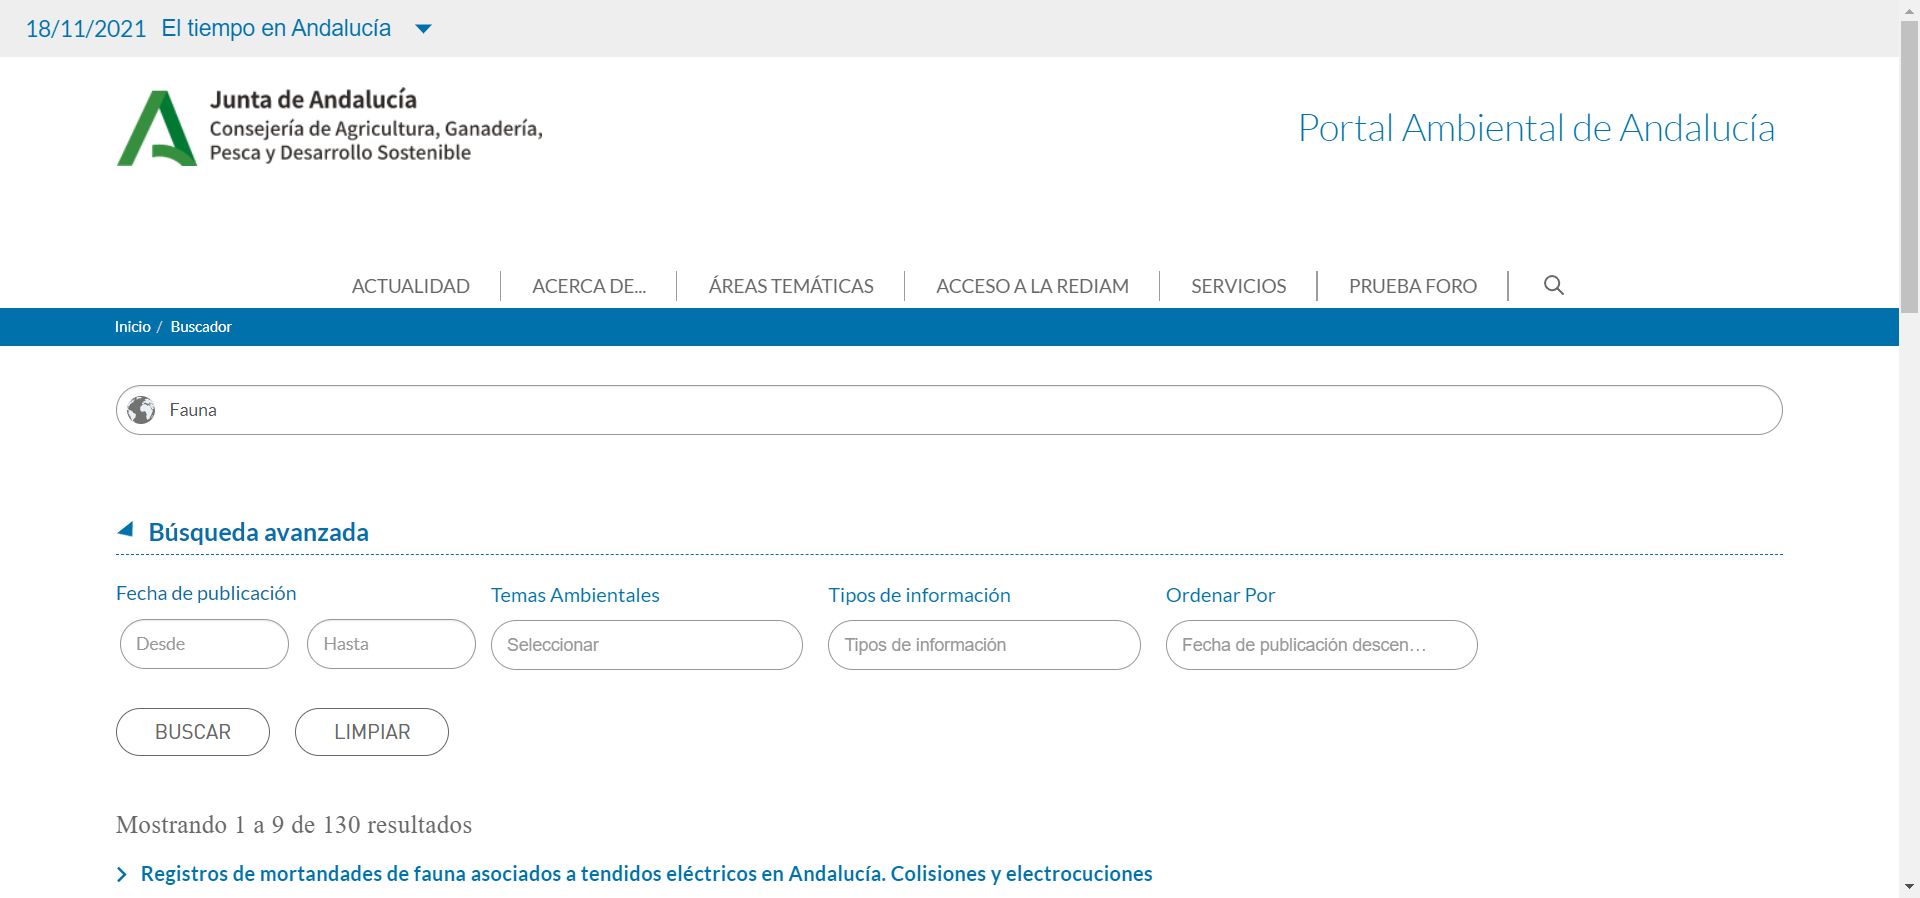 18/11/2021 El tiempo en Andalucía
Junta de Andalucía
Consejería de Agricultura, Ganadería,
Pesca y Desarrollo Sostenible
Portal Ambiental de Andalucía
ACTUALIDAD ACERCA DE... ÁREAS TEMÁTICAS ACCESO A LA REDIAM SERVICIOS PRUEBA FORO
Inicio / Buscador
Fauna
Búsqueda avanzada
Fecha de publicación Temas Ambientales Tipos de información Ordenar Por
Desde Hasta Seleccionar Tipos de información Fecha de publicación descen...
BUSCAR LIMPIAR
Mostrando 1 a 9 de 130 resultados
Registros de mortandades de fauna asociados a tendidos eléctricos en Andalucía. Colisiones y electrocuciones